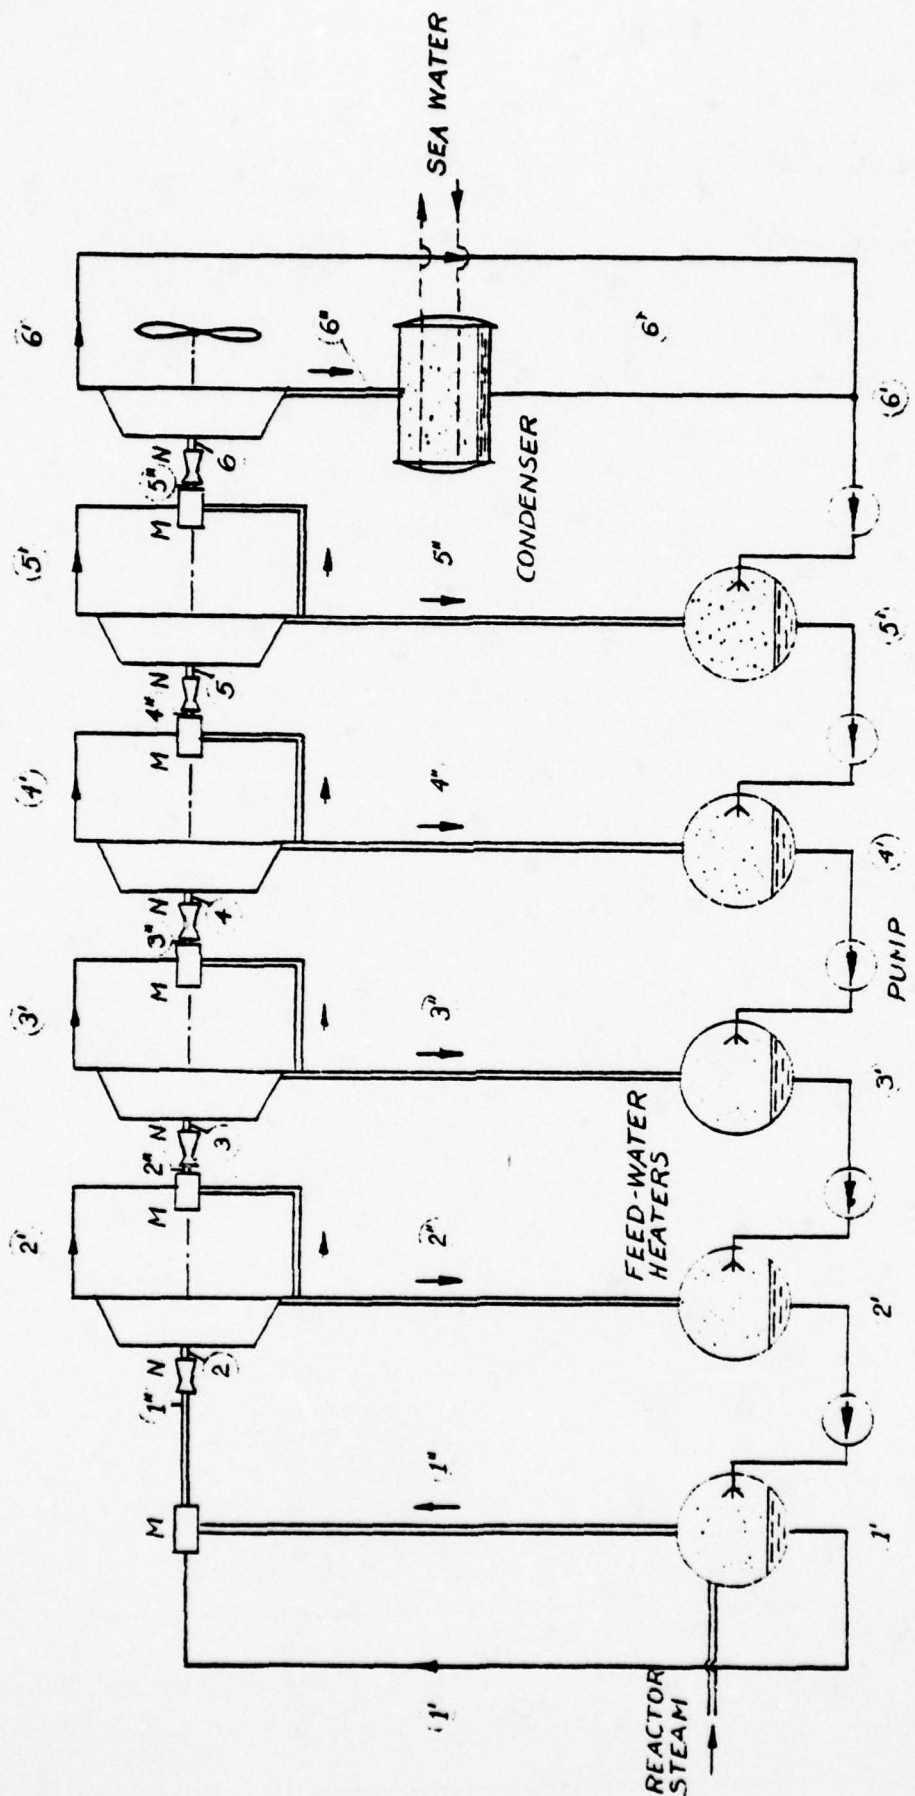 2' 3' 4' 5' 6'
M 1" N M 2" N M 3" N M 4" N M 5" N
2 3 4 5 6
6"
1' 1" 2" 3" 4" 5" SEA WATER
CONDENSER
FEED-WATER
HEATERS
6'
REACTOR
STEAM
1' 2' 3' 4' 5' 6'
PUMP